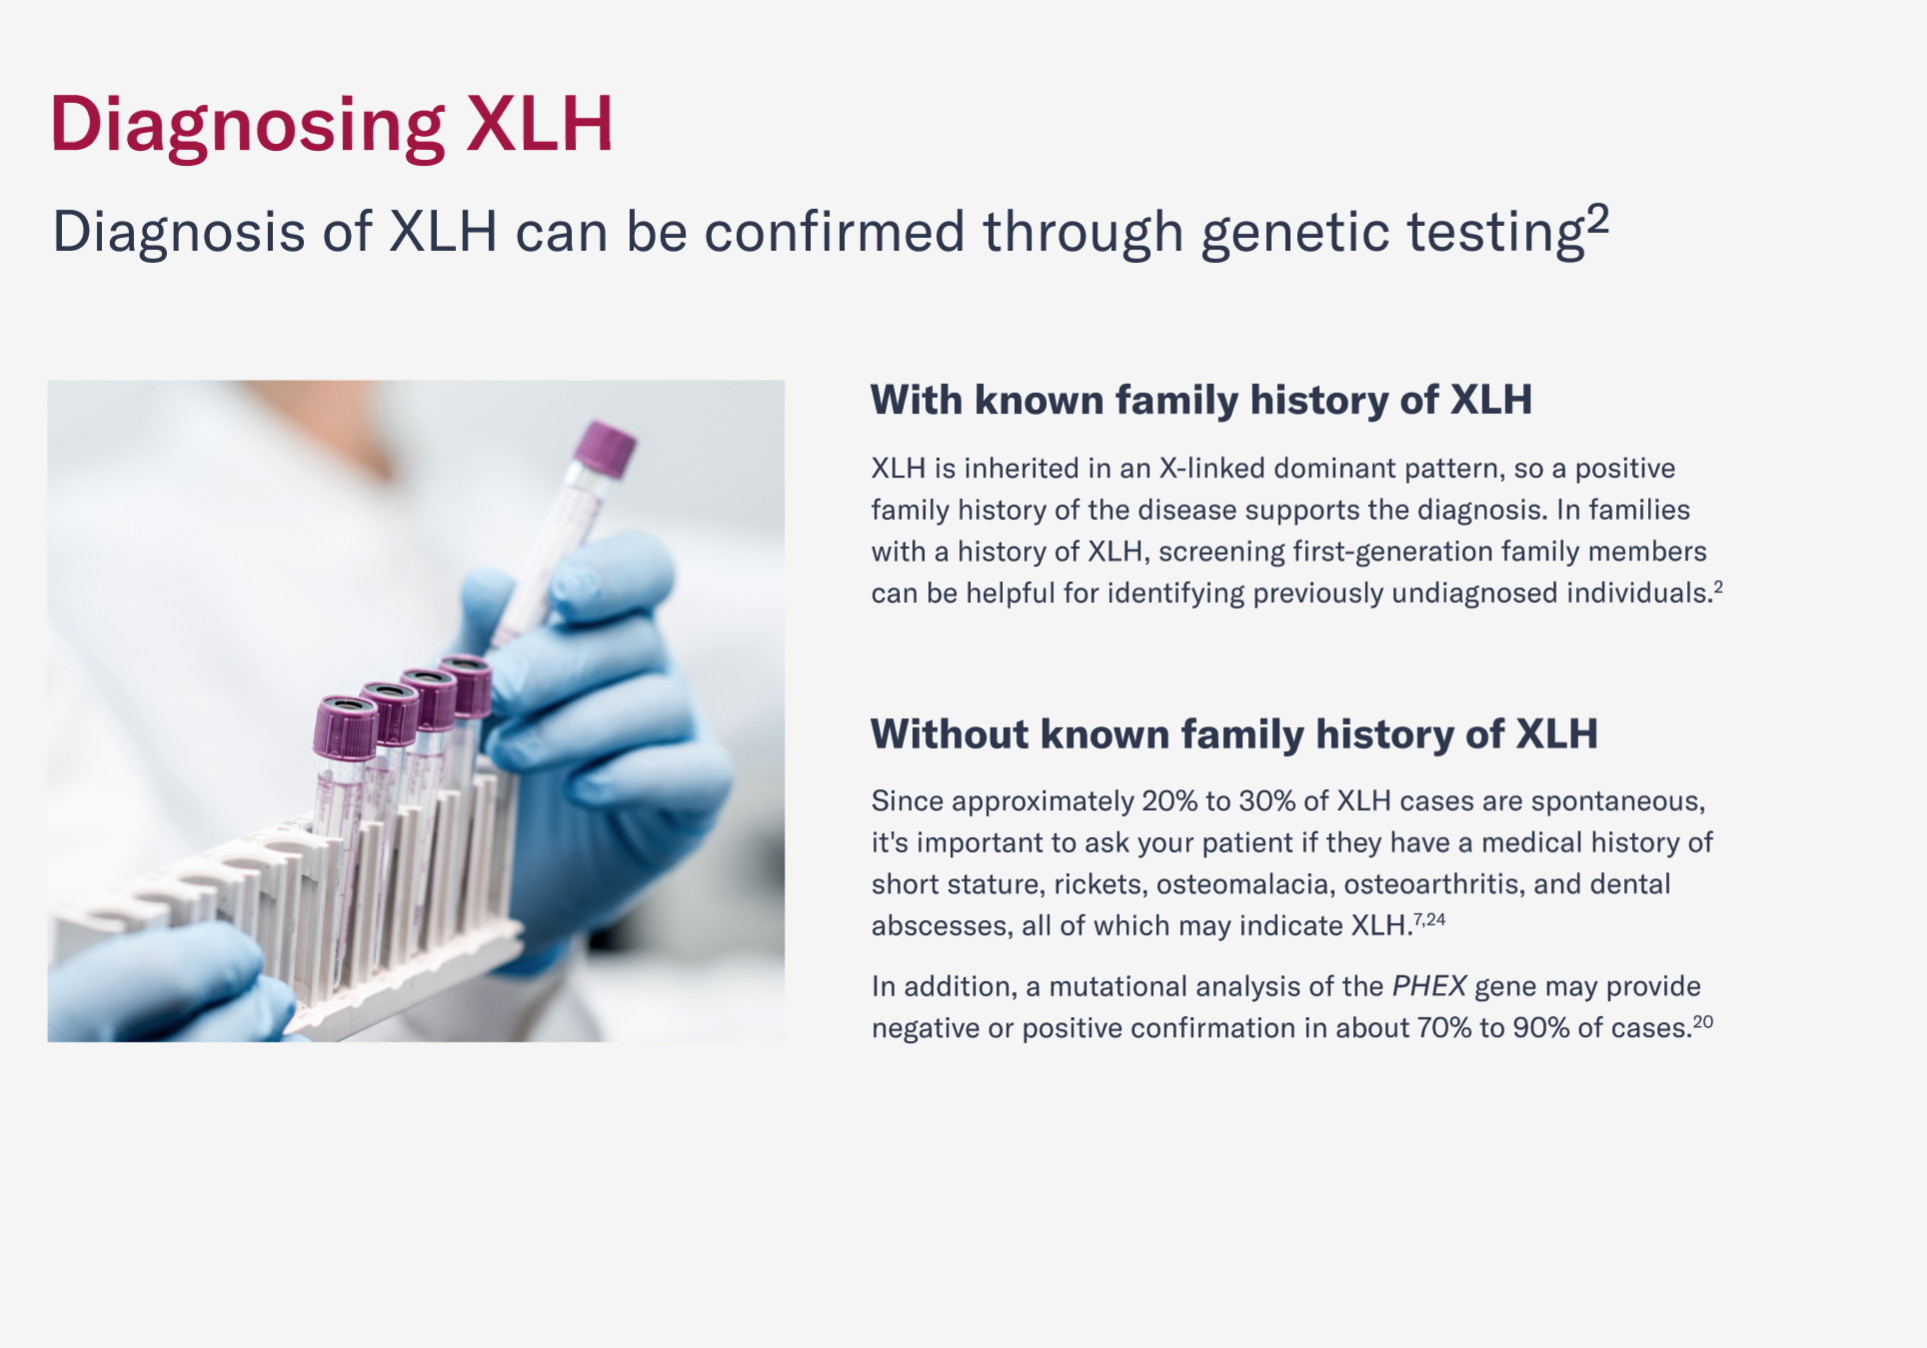 Diagnosing XLH
Diagnosis of XLH can be confirmed through genetic testing²
With known family history of XLH
XLH is inherited in an X-linked dominant pattern, so a positive
family history of the disease supports the diagnosis. In families
with a history of XLH, screening first-generation family members
can be helpful for identifying previously undiagnosed individuals.²
Without known family history of XLH
Since approximately 20% to 30% of XLH cases are spontaneous,
it's important to ask your patient if they have a medical history of
short stature, rickets, osteomalacia, osteoarthritis, and dental
abscesses, all of which may indicate XLH.⁷,²⁴
In addition, a mutational analysis of the PHEX gene may provide
negative or positive confirmation in about 70% to 90% of cases.²⁰